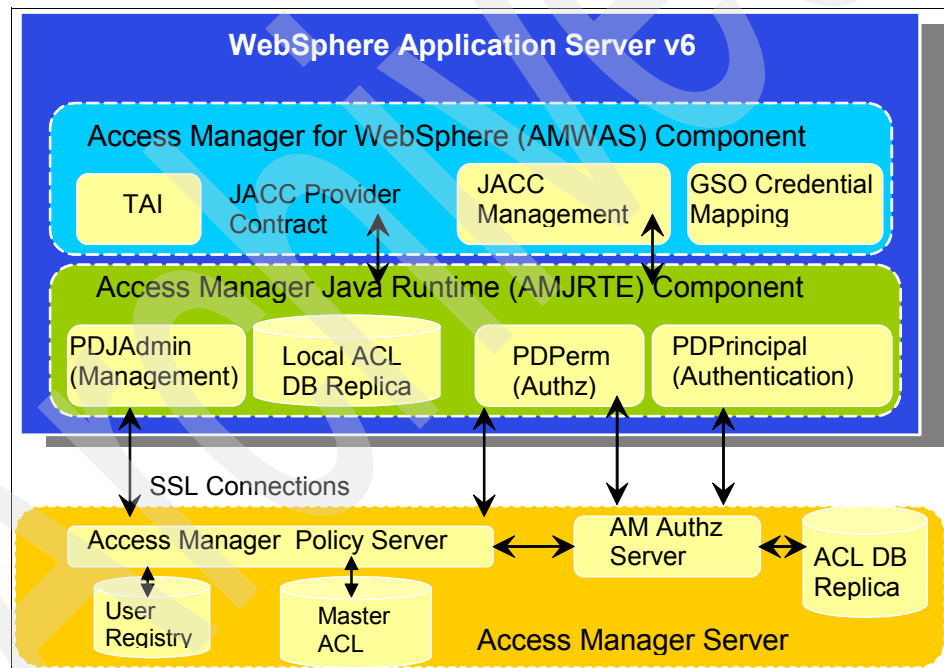 WebSphere Application Server v6
Access Manager for WebSphere (AMWAS) Component
TAI
JACC Provider
Contract
JACC
Management
GSO Credential
Mapping
Access Manager Java Runtime (AMJRTE) Component
PDJAdmin
(Management)
Local ACL
DB Replica
PDPerm
(Authz)
PDPrincipal
(Authentication)
SSL Connections
Access Manager Policy Server
AM Authz
Server
ACL DB
Replica
User
Registry
Master
ACL
Access Manager Server